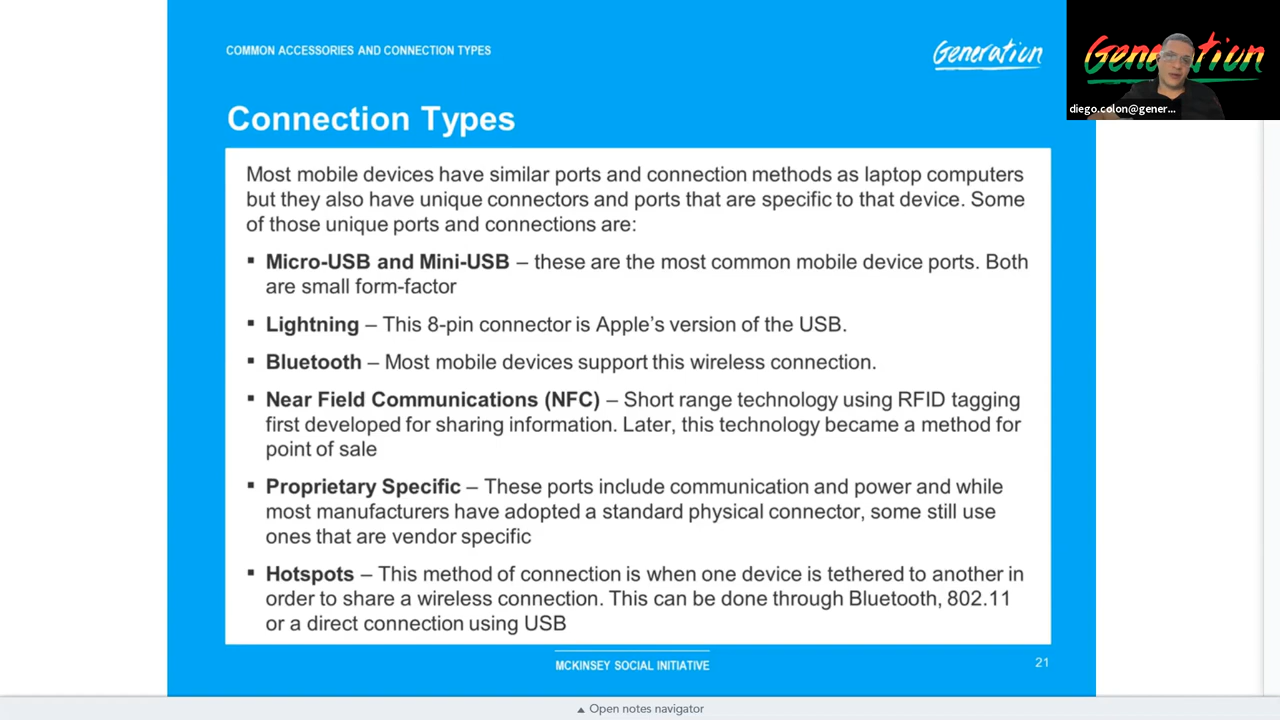 COMMON ACCESSORIES AND CONNECTION TYPES
Generation
Generation
diego.colon@gener...
Connection Types
Most mobile devices have similar ports and connection methods as laptop computers
but they also have unique connectors and ports that are specific to that device. Some
of those unique ports and connections are:
▪ Micro-USB and Mini-USB – these are the most common mobile device ports. Both
are small form-factor
▪ Lightning – This 8-pin connector is Apple's version of the USB.
▪ Bluetooth – Most mobile devices support this wireless connection.
▪ Near Field Communications (NFC) – Short range technology using RFID tagging
first developed for sharing information. Later, this technology became a method for
point of sale
▪ Proprietary Specific – These ports include communication and power and while
most manufacturers have adopted a standard physical connector, some still use
ones that are vendor specific
▪ Hotspots – This method of connection is when one device is tethered to another in
order to share a wireless connection. This can be done through Bluetooth, 802.11
or a direct connection using USB
MCKINSEY SOCIAL INITIATIVE
21
▲ Open notes navigator